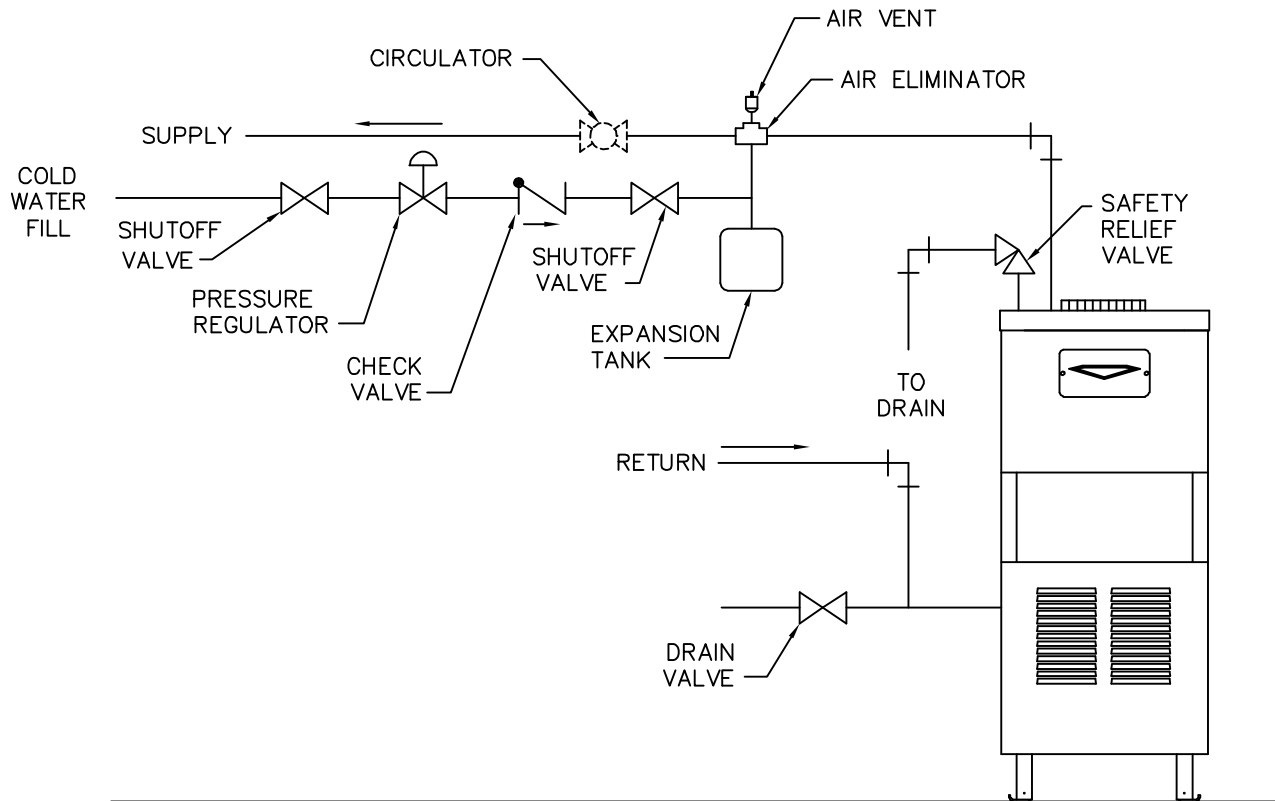 AIR VENT
CIRCULATOR
AIR ELIMINATOR
SUPPLY
COLD
WATER
FILL
SHUTOFF
VALVE
PRESSURE
REGULATOR
CHECK
VALVE
SHUTOFF
VALVE
EXPANSION
TANK
SAFETY
RELIEF
VALVE
TO
DRAIN
RETURN
DRAIN
VALVE